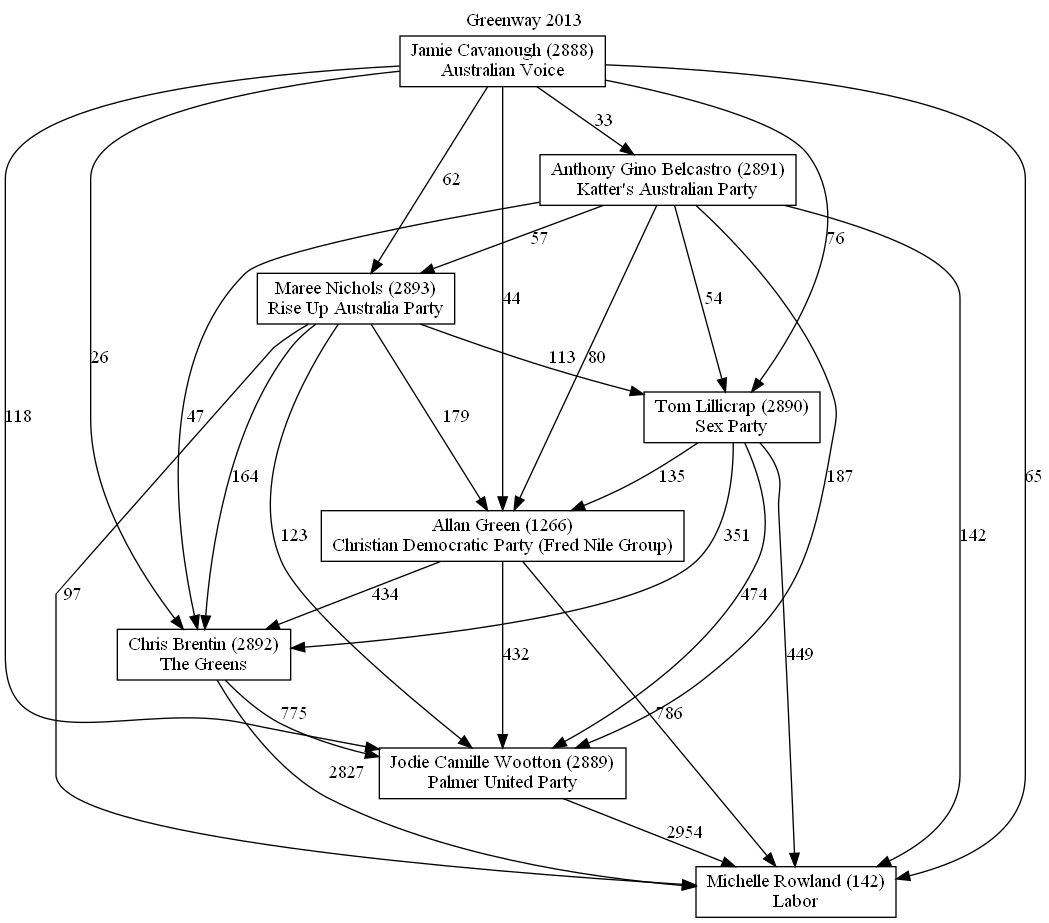 Greenway 2013
Jamie Cavanough (2888)
Australian Voice
33
Anthony Gino Belcastro (2891)
Katter's Australian Party
62
57
76
Maree Nichols (2893)
Rise Up Australia Party
44
54
26
113
80
118
47
179
Tom Lillicrap (2890)
Sex Party
164
135
187
65
123
Allan Green (1266)
Christian Democratic Party (Fred Nile Group)
351
142
97
434
474
Chris Brentin (2892)
The Greens
432
449
775
786
2827
Jodie Camille Wootton (2889)
Palmer United Party
2954
Michelle Rowland (142)
Labor